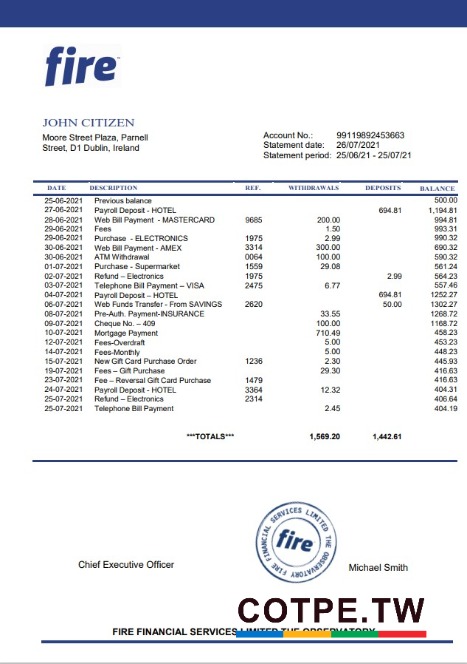 fire
JOHN CITIZEN
Moore Street Plaza, Parnell
Street, D1 Dublin, Ireland
Account No.: 99119892453663
Statement date: 26/07/2021
Statement period: 25/06/21 - 25/07/21
DATE DESCRIPTION REF. WITHDRAWALS DEPOSITS BALANCE
25-06-2021 Previous balance 500.00
27-06-2021 Payroll Deposit - HOTEL 694.81 1,194.81
28-06-2021 Web Bill Payment - MASTERCARD 9685 200.00 994.81
29-06-2021 Fees 1.50 993.31
29-06-2021 Purchase - ELECTRONICS 1975 2.99 990.32
30-06-2021 Web Bill Payment - AMEX 3314 300.00 690.32
30-06-2021 ATM Withdrawal 0064 100.00 590.32
01-07-2021 Purchase - Supermarket 1559 29.08 561.24
02-07-2021 Refund – Electronics 1975 2.99 564.23
03-07-2021 Telephone Bill Payment – VISA 2475 6.77 557.46
04-07-2021 Payroll Deposit – HOTEL 694.81 1252.27
06-07-2021 Web Funds Transfer - From SAVINGS 2620 50.00 1302.27
08-07-2021 Pre-Auth. Payment-INSURANCE 33.55 1268.72
09-07-2021 Cheque No. – 409 100.00 1168.72
10-07-2021 Mortgage Payment 710.49 458.23
12-07-2021 Fees-Overdraft 5.00 453.23
14-07-2021 Fees-Monthly 5.00 448.23
15-07-2021 New Gift Card Purchase Order 1236 2.30 445.93
19-07-2021 Fees – Gift Purchase 29.30 416.63
23-07-2021 Fee – Reversal Gift Card Purchase 1479 416.63
24-07-2021 Payroll Deposit - HOTEL 3364 12.32 404.31
25-07-2021 Refund – Electronics 2314 406.64
25-07-2021 Telephone Bill Payment 2.45 404.19
***TOTALS*** 1,569.20 1,442.61
FIRE FINANCIAL SERVICES LIMITED THE OBSERVATORY
fire
Chief Executive Officer
Michael Smith
COTPE.TW
FIRE FINANCIAL SERVICES LIMITED THE OBSERVATORY